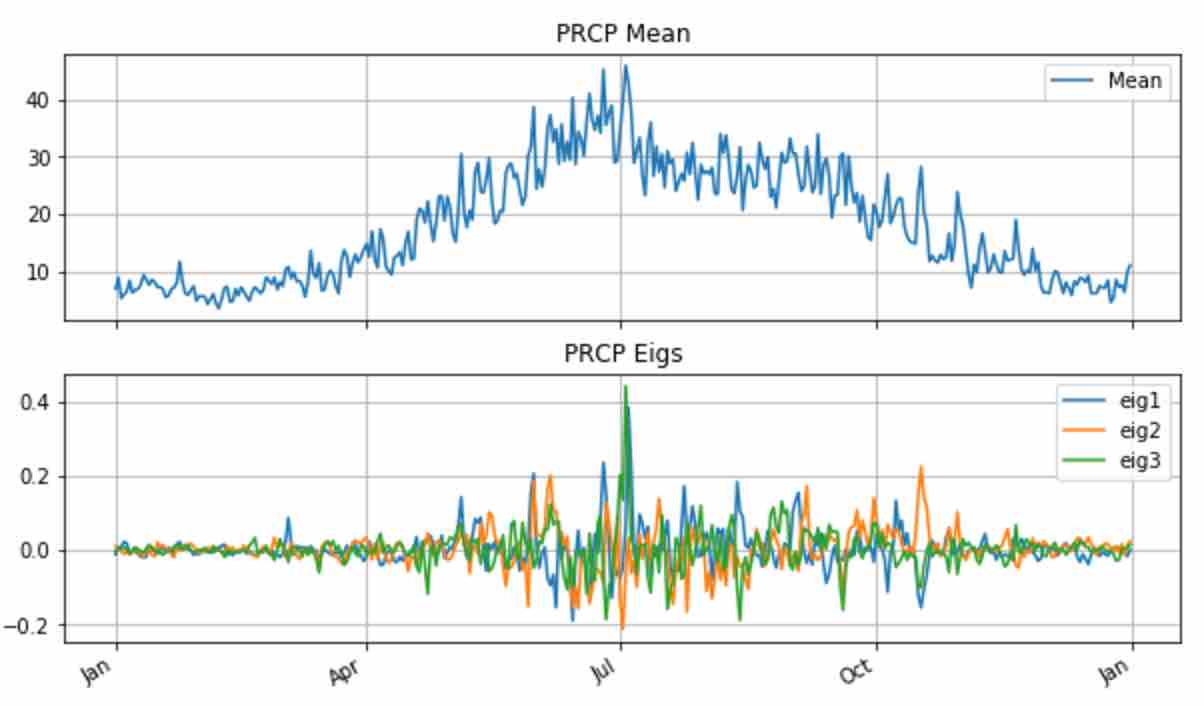 PRCP Mean
Mean
40
30
20
10
PRCP Eigs
eig1
eig2
eig3
0.4
0.2
0.0
−0.2
Jan
Apr
Jul
Oct
Jan